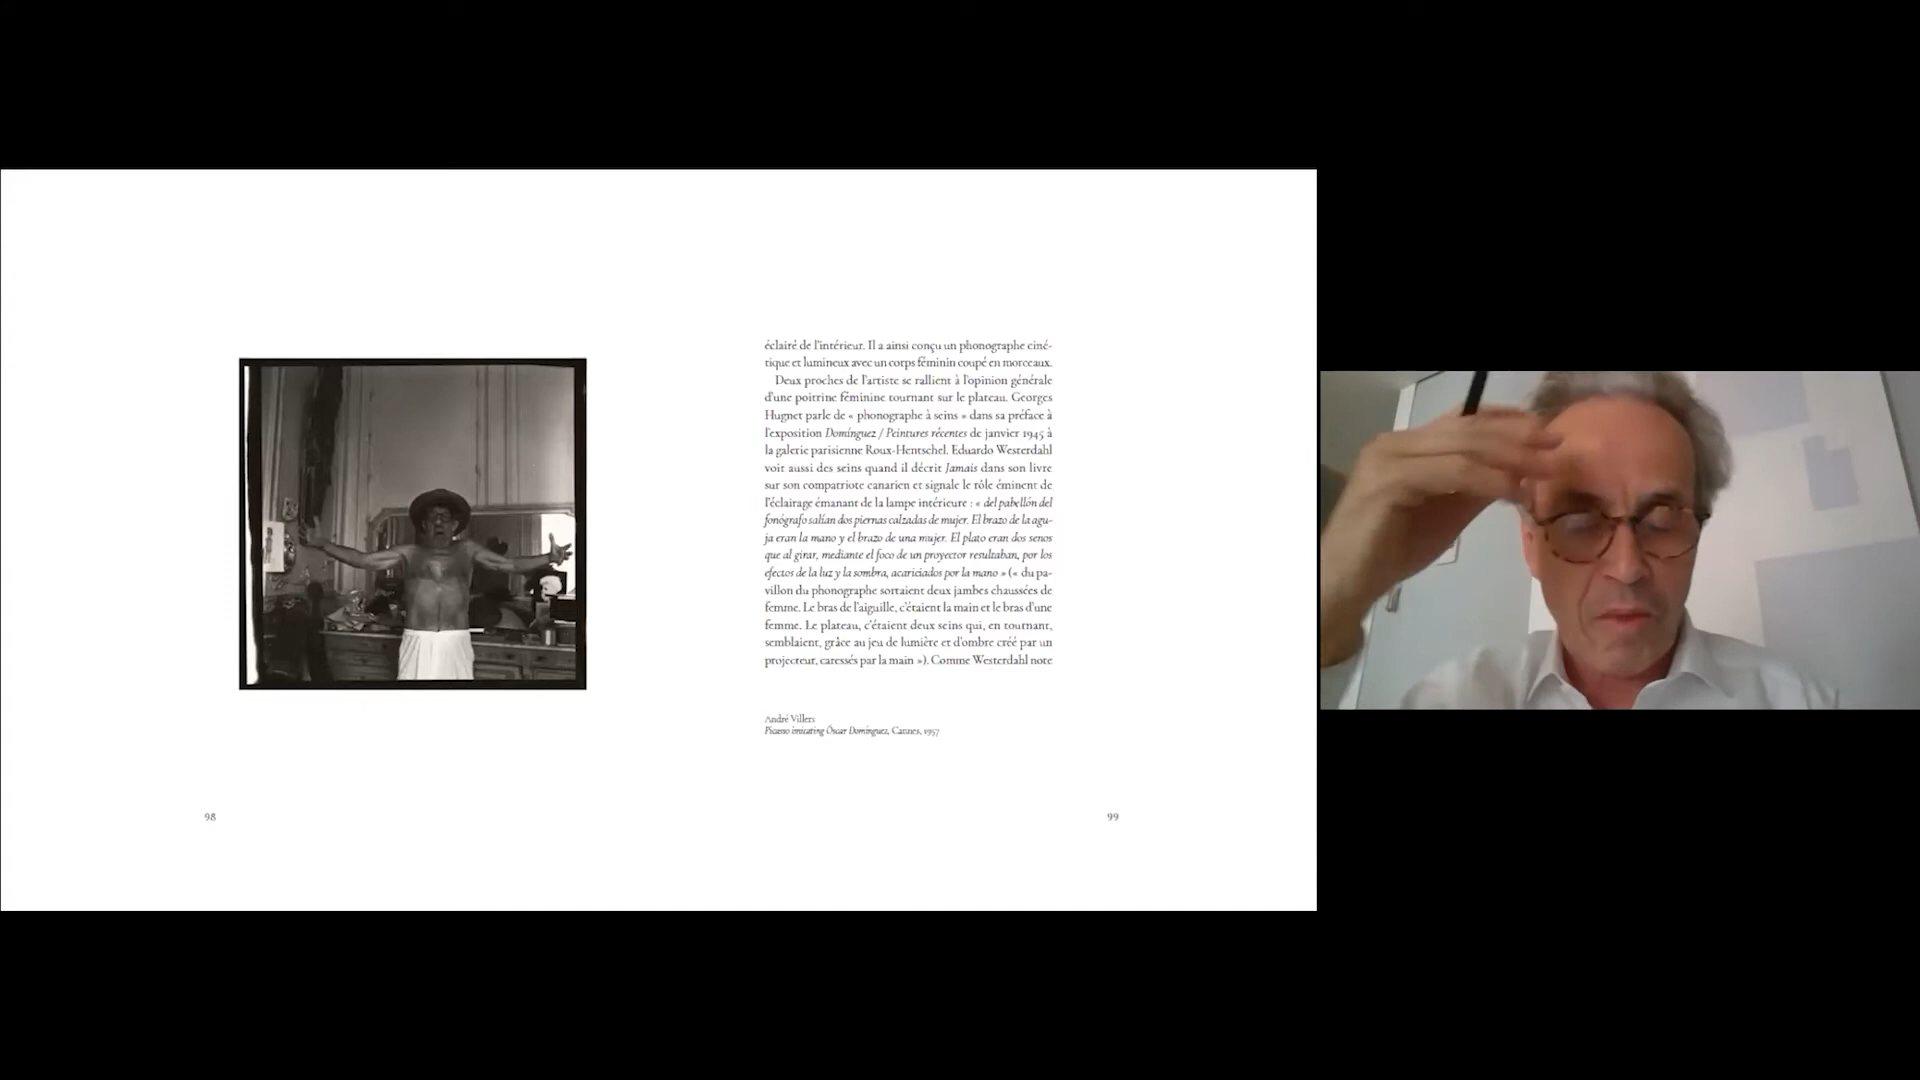 éclairé de l'intérieur. Il a ainsi conçu un phonographe ciné-
tique et lumineux avec un corps féminin coupé en morceaux.
Deux proches de l'artiste se rallient à l'opinion générale
d'une poitrine féminine tournant sur le plateau. Georges
Hugnet parle de « phonographe à seins » dans sa préface à
l'exposition Domínguez / Peintures récentes de janvier 1945 à
la galerie parisienne Roux-Hentschel. Eduardo Westerdahl
voit aussi des seins quand il décrit Jamais dans son livre
sur son compatriote canarien et signale le rôle éminent de
l'éclairage émanant de la lampe intérieure : « del pabellón del
fonógrafo salían dos piernas calzadas de mujer. El brazo de la agu-
ja eran la mano y el brazo de una mujer. El plato eran dos senos
que al girar, mediante el foco de un proyector resultaban, por los
efectos de la luz y la sombra, acariciados por la mano » (« du pa-
villon du phonographe sortaient deux jambes chaussées de
femme. Le bras de l'aiguille, c'étaient la main et le bras d'une
femme. Le plateau, c'étaient deux seins qui, en tournant,
semblaient, grâce au jeu de lumière et d'ombre créé par un
projecteur, caressés par la main »). Comme Westerdahl note
André Villers
Picasso imicating Óscar Domínguez, Cannes, 1957
98
99